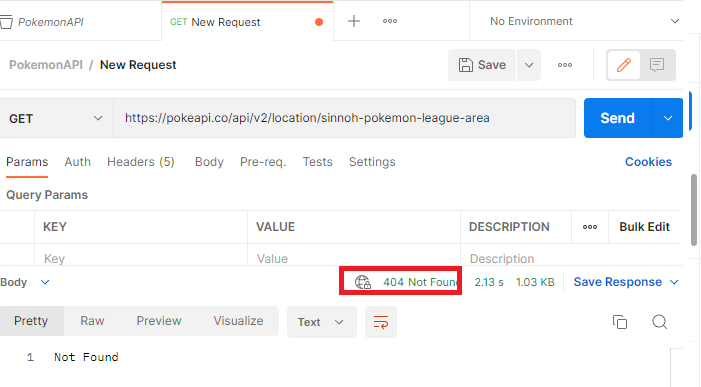 PokemonAPI
GET New Request
No Environment
PokemonAPI / New Request
Save
GET
https://pokeapi.co/api/v2/location/sinnoh-pokemon-league-area
Send
Params Auth Headers (5) Body Pre-req. Tests Settings Cookies
Query Params
KEY VALUE DESCRIPTION Bulk Edit
Key Value Description
Body 404 Not Found 2.13 s 1.03 KB Save Response
Pretty Raw Preview Visualize Text
1 Not Found